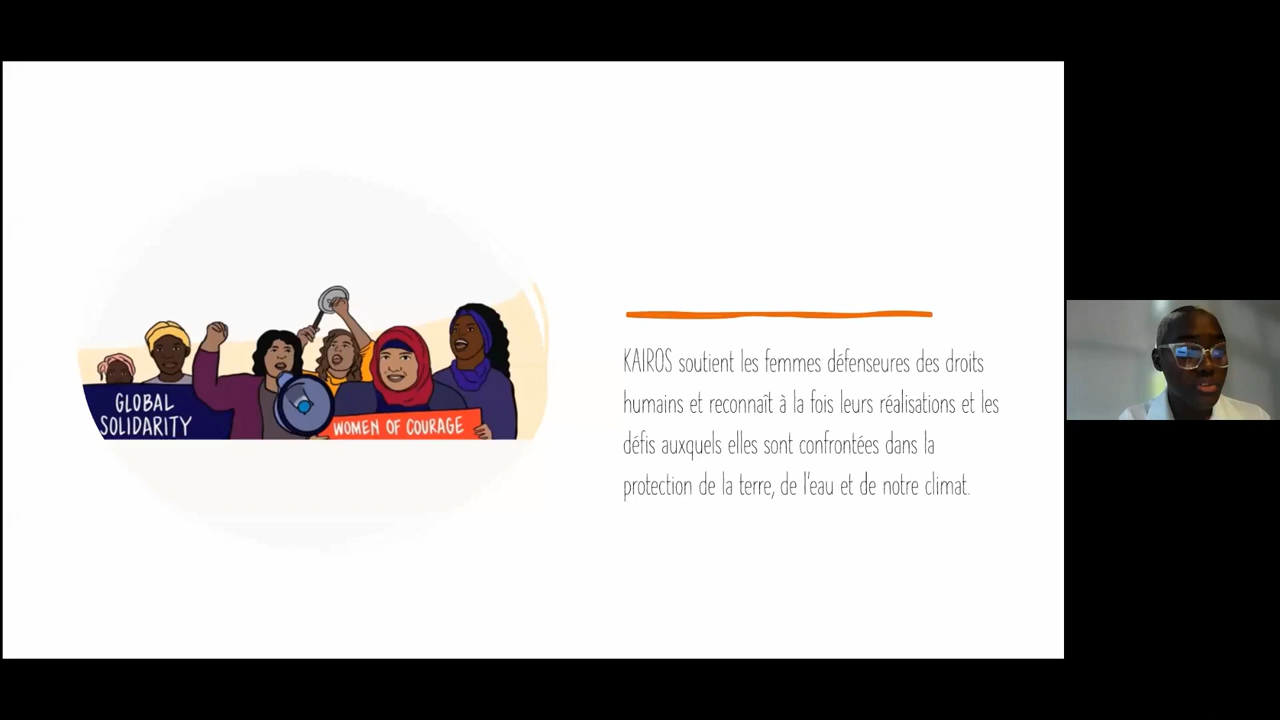 GLOBAL
SOLIDARITY
WOMEN OF COURAGE
KAIROS soutient les femmes défenseures des droits
humains et reconnaît à la fois leurs réalisations et les
défis auxquels elles sont confrontées dans la
protection de la terre, de l'eau et de notre climat.